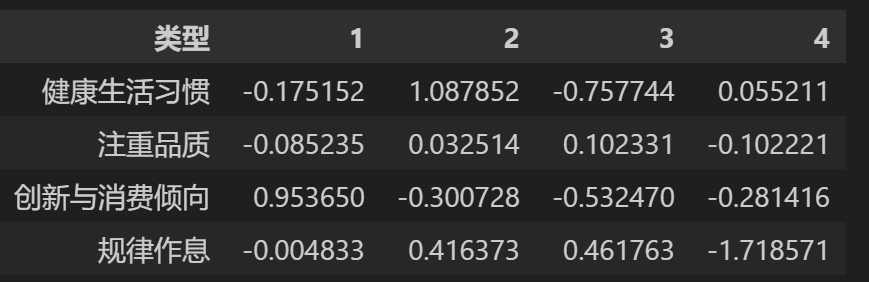 类型 1 2 3 4
健康生活习惯 -0.175152 1.087852 -0.757744 0.055211
注重品质 -0.085235 0.032514 0.102331 -0.102221
创新与消费倾向 0.953650 -0.300728 -0.532470 -0.281416
规律作息 -0.004833 0.416373 0.461763 -1.718571